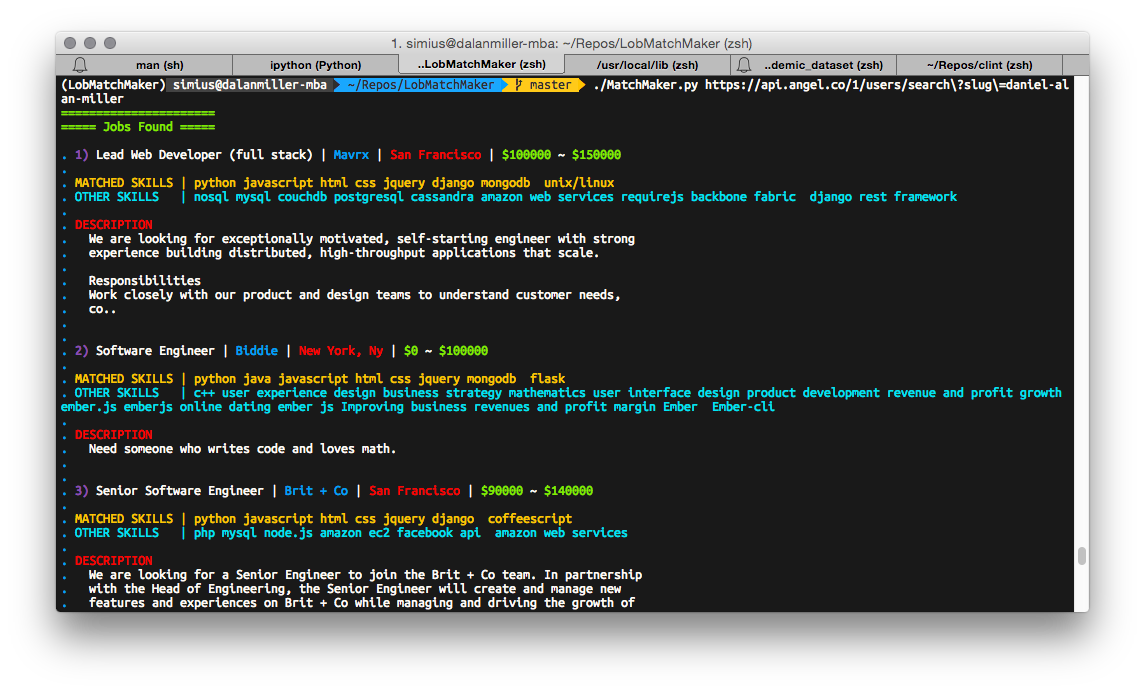 1. simius@dalanmiller-mba: ~/Repos/LobMatchMaker (zsh)
man (sh) ipython (Python) ..LobMatchMaker (zsh) /usr/local/lib (zsh) ..demic_dataset (zsh) ~/Repos/clint (zsh)
(LobMatchMaker) simius@dalanmiller-mba ~/Repos/LobMatchMaker master ./MatchMaker.py https://api.angel.co/1/users/search\?slug\=daniel-al
an-miller
======================
===== Jobs Found =====
. 1) Lead Web Developer (full stack) | Mavrx | San Francisco | $100000 ~ $150000
.
. MATCHED SKILLS | python javascript html css jquery django mongodb  unix/linux
. OTHER SKILLS   | nosql mysql couchdb postgresql cassandra amazon web services requirejs backbone fabric  django rest framework
.
. DESCRIPTION
.   We are looking for exceptionally motivated, self-starting engineer with strong
.   experience building distributed, high-throughput applications that scale.
.
.   Responsibilities
.   Work closely with our product and design teams to understand customer needs,
.   co..
.
.
. 2) Software Engineer | Biddie | New York, Ny | $0 ~ $100000
.
. MATCHED SKILLS | python java javascript html css jquery mongodb  flask
. OTHER SKILLS   | c++ user experience design business strategy mathematics user interface design product development revenue and profit growth
ember.js emberjs online dating ember js Improving business revenues and profit margin Ember  Ember-cli
.
. DESCRIPTION
.   Need someone who writes code and loves math.
.
.
. 3) Senior Software Engineer | Brit + Co | San Francisco | $90000 ~ $140000
.
. MATCHED SKILLS | python javascript html css jquery django  coffeescript
. OTHER SKILLS   | php mysql node.js amazon ec2 facebook api  amazon web services
.
. DESCRIPTION
.   We are looking for a Senior Engineer to join the Brit + Co team. In partnership
.   with the Head of Engineering, the Senior Engineer will create and manage new
.   features and experiences on Brit + Co while managing and driving the growth of